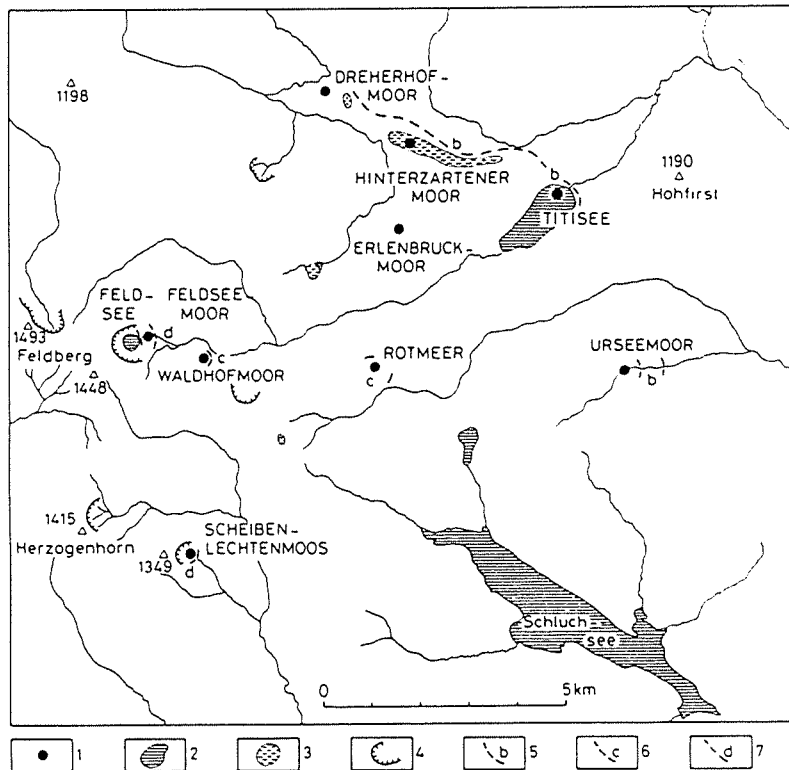 DREHERHOF-
MOOR
1198
b
HINTERZARTENER
MOOR
b
1190
Hohfirst
TITISEE
ERLENBRUCK-
MOOR
FELD-
SEE
FELDSEE
MOOR
d
1493
Feldberg
c
WALDHOFMOOR
1448
ROTMEER
c
URSEEMOOR
b
1415
Herzogenhorn
SCHEIBEN-
LECHTENMOOS
1349
d
Schluch-
see
0
5km
1
2
3
4
b
5
c
6
d
7